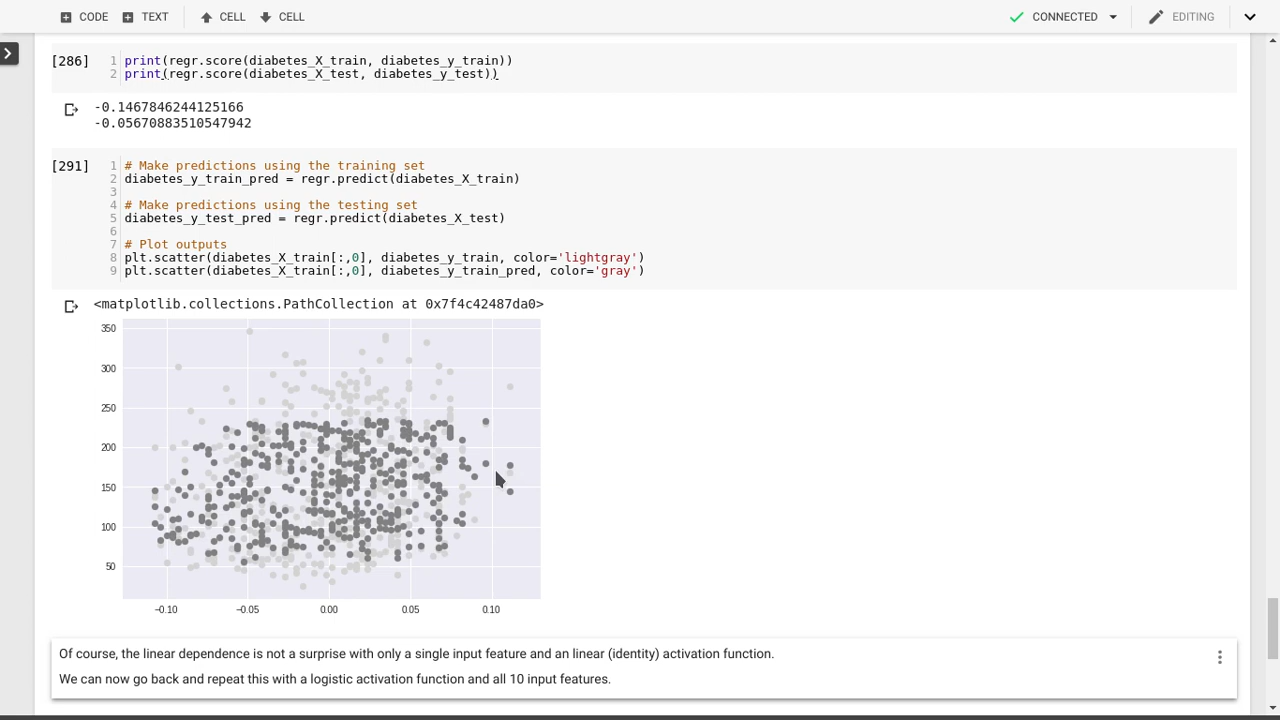 CODE TEXT CELL CELL CONNECTED EDITING
[286] 1 print(regr.score(diabetes_X_train, diabetes_y_train))
2 print(regr.score(diabetes_X_test, diabetes_y_test))
-0.1467846244125166
-0.05670883510547942
[291] 1 # Make predictions using the training set
2 diabetes_y_train_pred = regr.predict(diabetes_X_train)
3
4 # Make predictions using the testing set
5 diabetes_y_test_pred = regr.predict(diabetes_X_test)
6
7 # Plot outputs
8 plt.scatter(diabetes_X_train[:,0], diabetes_y_train, color='lightgray')
9 plt.scatter(diabetes_X_train[:,0], diabetes_y_train_pred, color='gray')
<matplotlib.collections.PathCollection at 0x7f4c42487da0>
350
300
250
200
150
100
50
−0.10 −0.05 0.00 0.05 0.10
Of course, the linear dependence is not a surprise with only a single input feature and an linear (identity) activation function.
We can now go back and repeat this with a logistic activation function and all 10 input features.